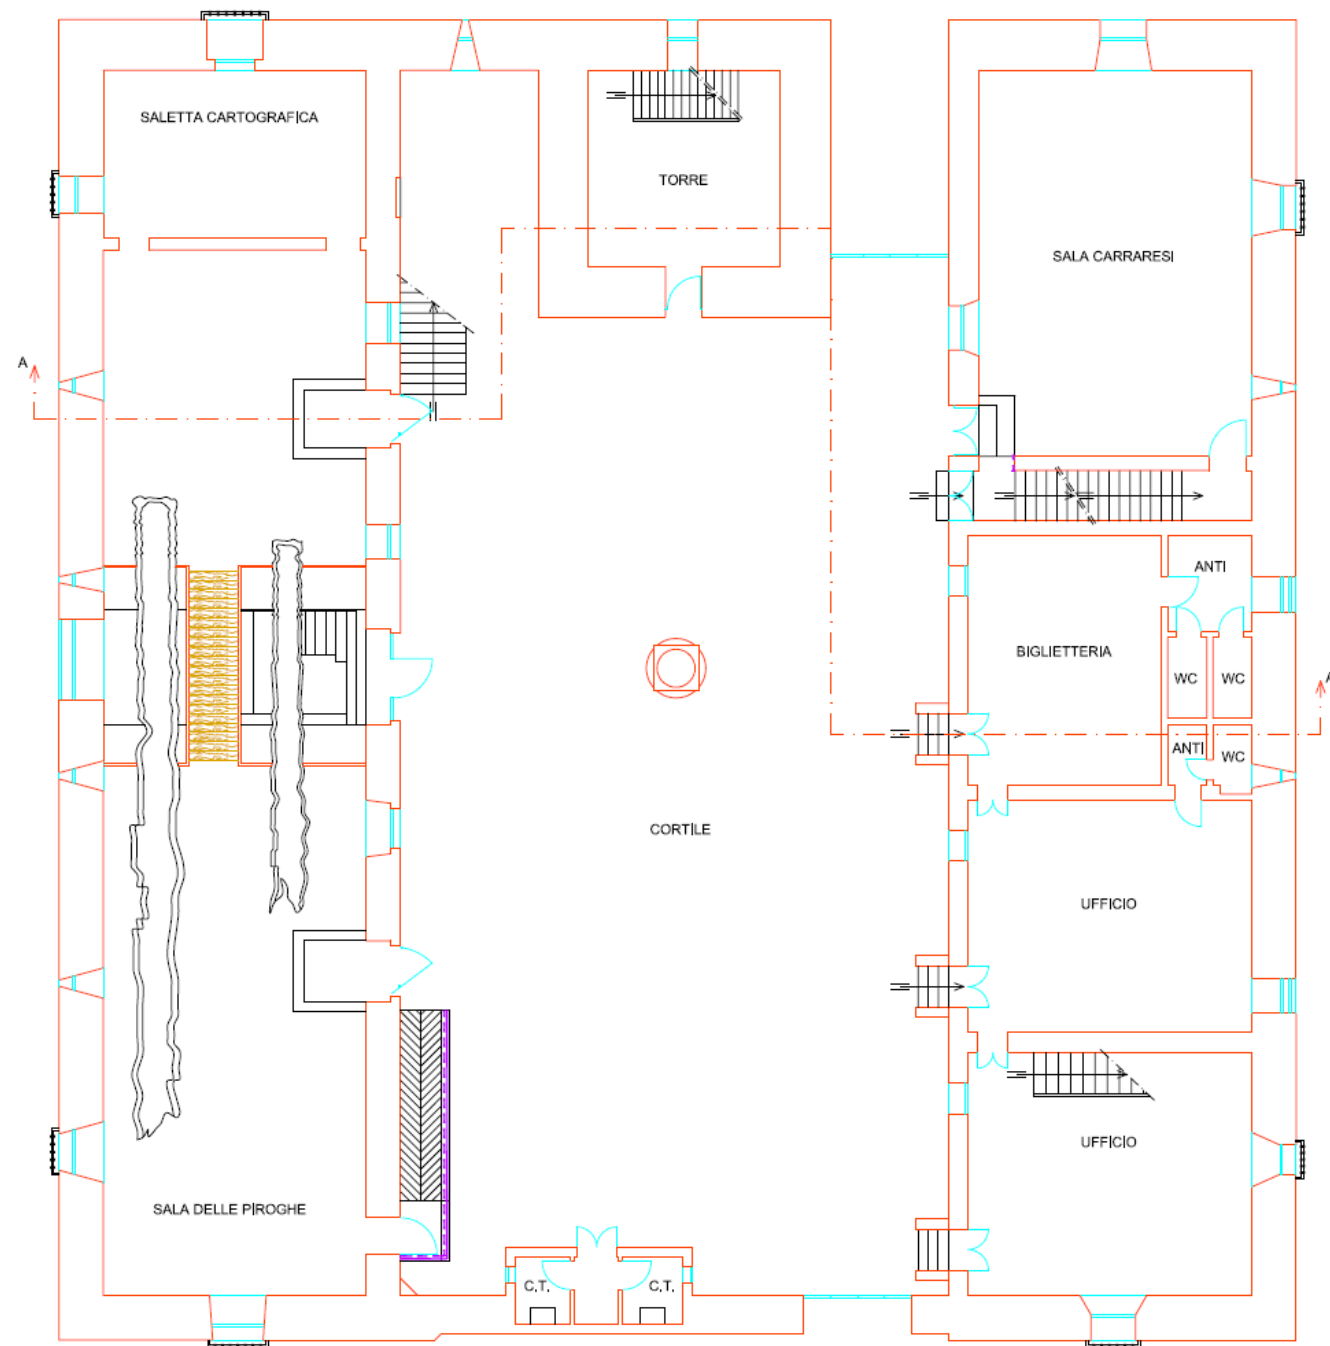 SALETTA CARTOGRAFICA
TORRE
SALA CARRARESI
A
ANTI
BIGLIETTERIA
WC
WC
A
ANTI
WC
CORTILE
UFFICIO
UFFICIO
SALA DELLE PIROGHE
C.T.
C.T.